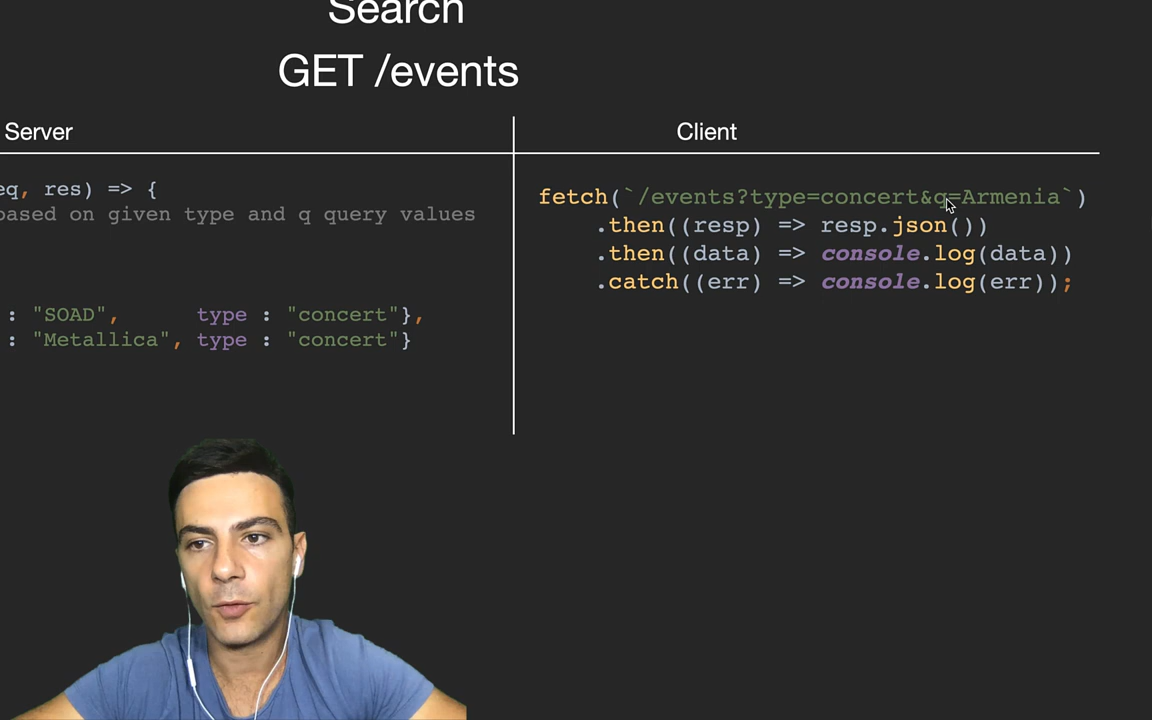 Search
GET /events
Server
Client
eq, res) => {
based on given type and q query values
: "SOAD",      type : "concert"},
: "Metallica", type : "concert"}
fetch(`/events?type=concert&q=Armenia`)
.then((resp) => resp.json())
.then((data) => console.log(data))
.catch((err) => console.log(err));